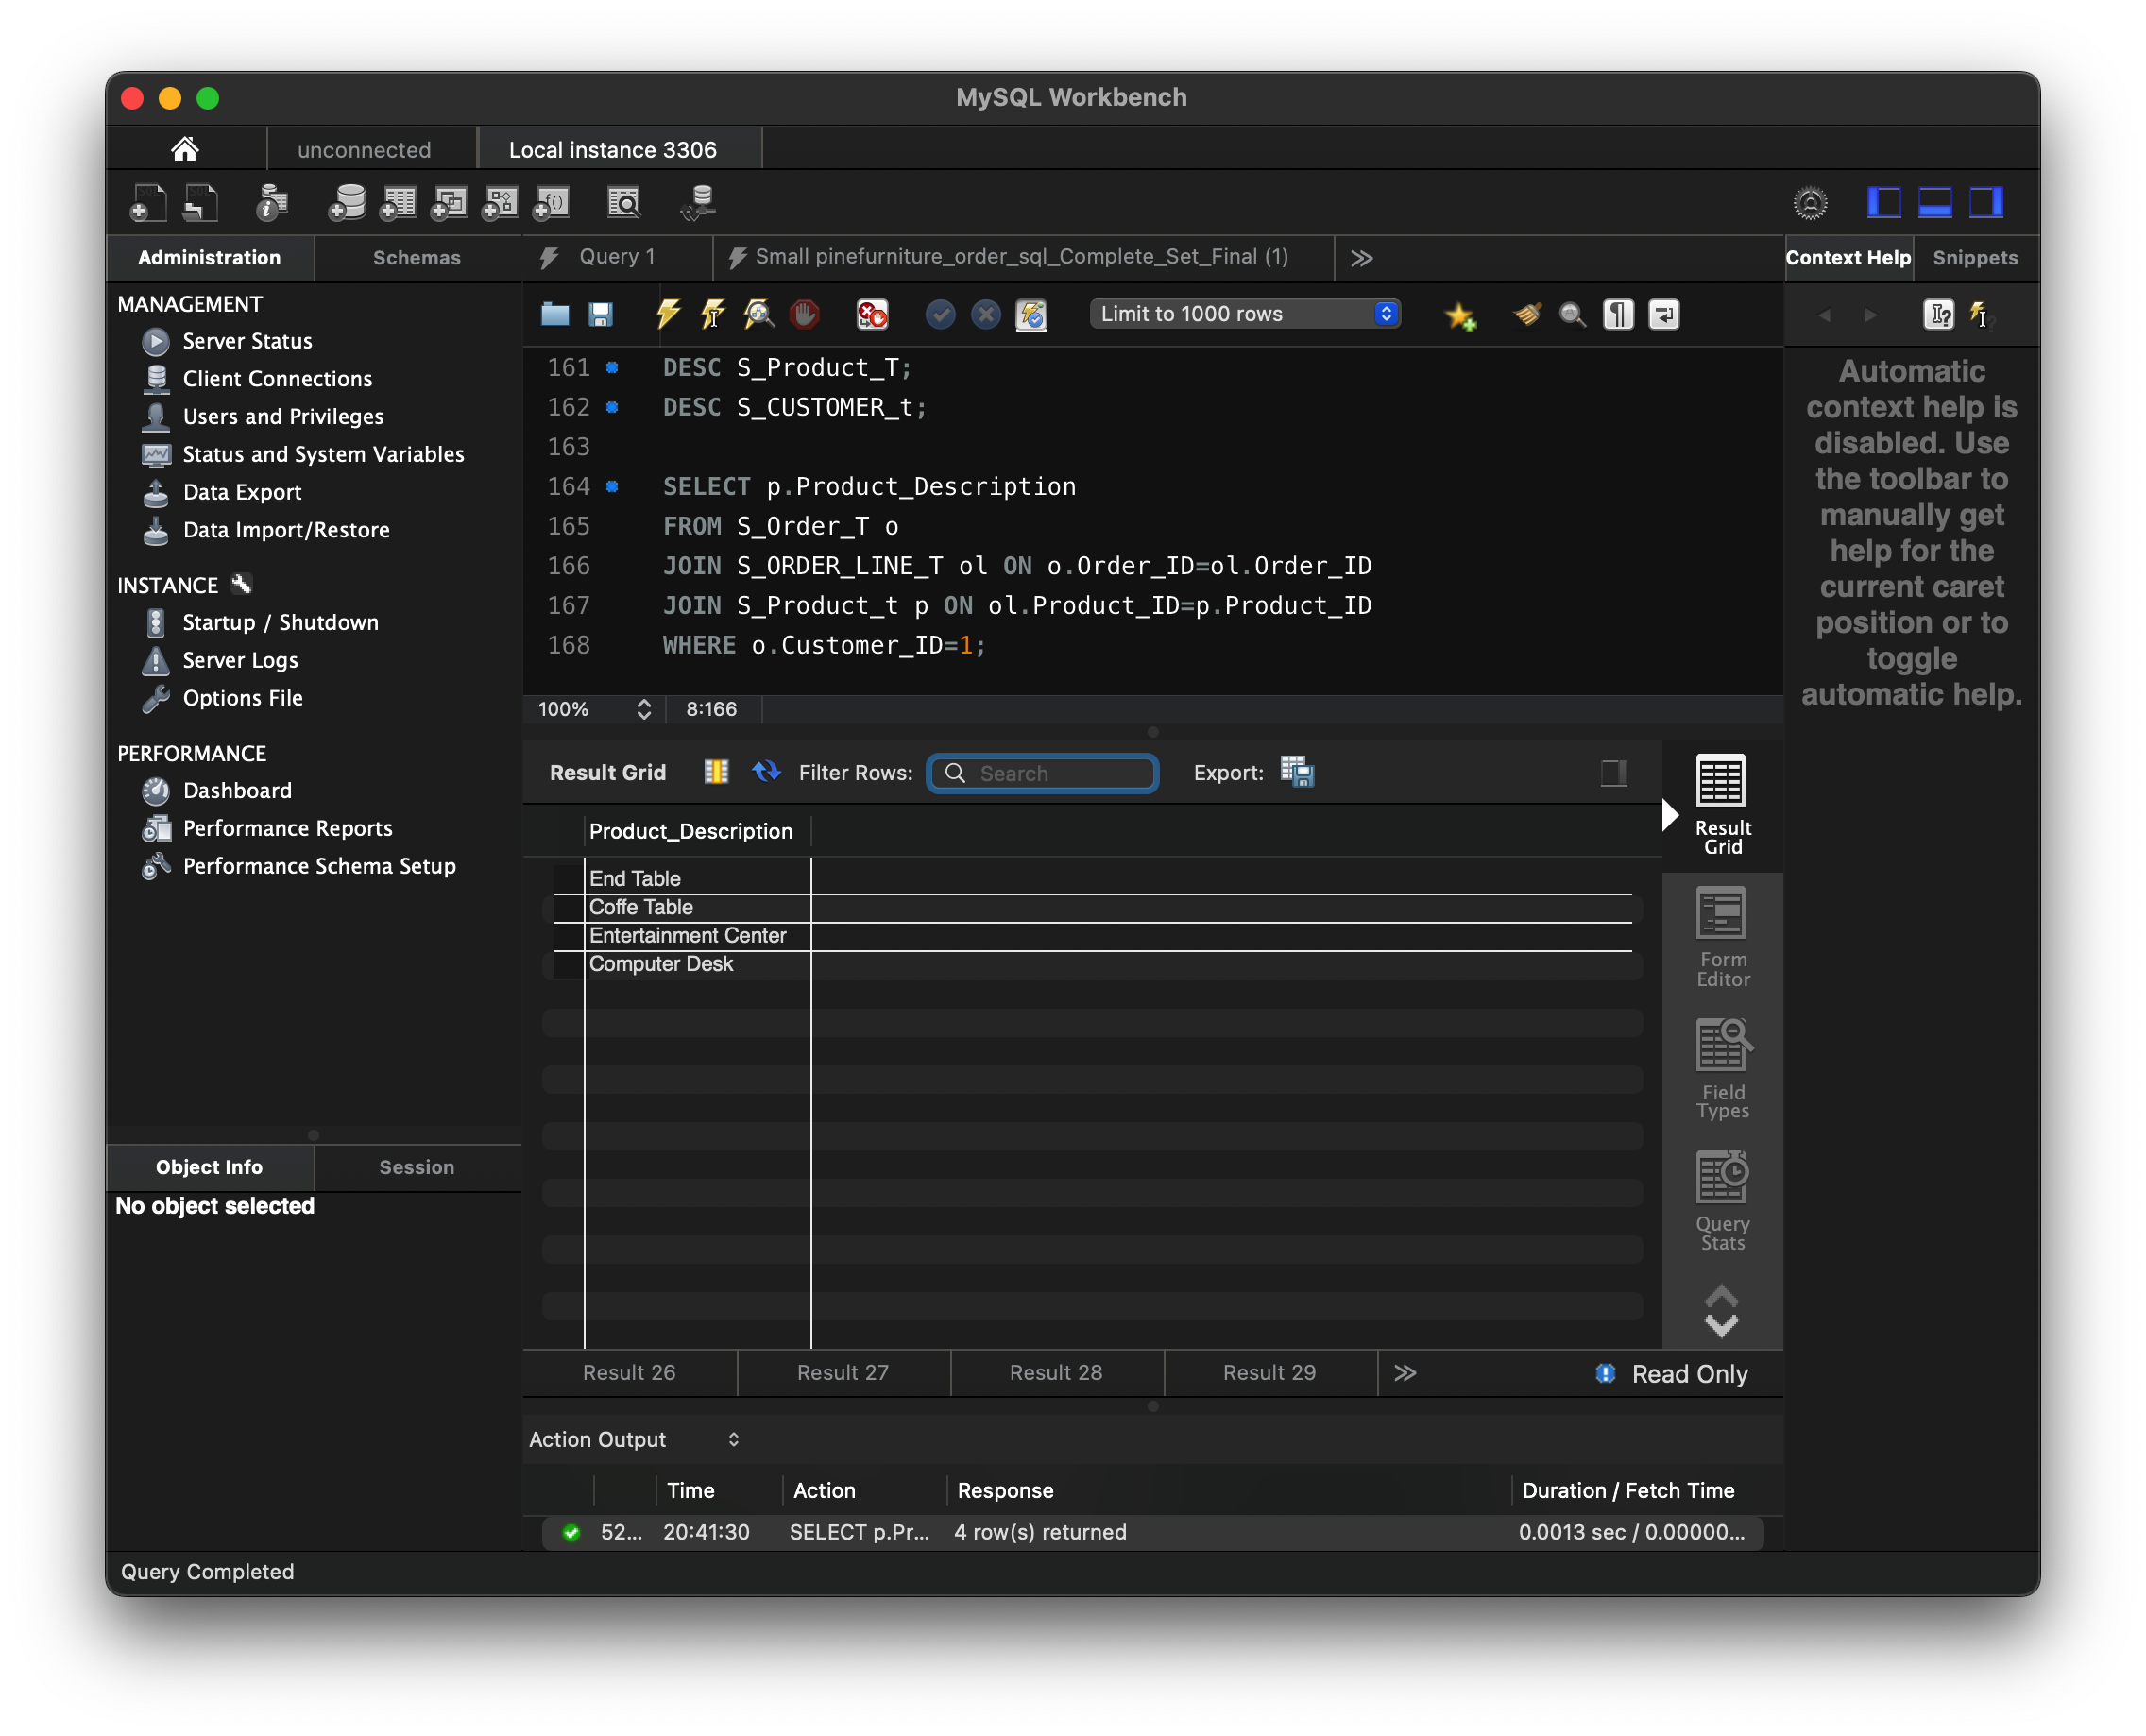 MySQL Workbench
unconnected
Local instance 3306
Administration
Schemas
MANAGEMENT
Server Status
Client Connections
Users and Privileges
Status and System Variables
Data Export
Data Import/Restore
INSTANCE
Startup / Shutdown
Server Logs
Options File
PERFORMANCE
Dashboard
Performance Reports
Performance Schema Setup
Object Info
Session
No object selected
Query 1
Small pinefurniture_order_sql_Complete_Set_Final (1)
Limit to 1000 rows
161 DESC S_Product_T;
162 DESC S_CUSTOMER_t;
163
164 SELECT p.Product_Description
165 FROM S_Order_T o
166 JOIN S_ORDER_LINE_T ol ON o.Order_ID=ol.Order_ID
167 JOIN S_Product_t p ON ol.Product_ID=p.Product_ID
168 WHERE o.Customer_ID=1;
100% 8:166
Result Grid
Filter Rows:
Search
Export:
Product_Description
End Table
Coffe Table
Entertainment Center
Computer Desk
Result
Grid
Form
Editor
Field
Types
Query
Stats
Result 26
Result 27
Result 28
Result 29
Read Only
Action Output
Time Action Response Duration / Fetch Time
52... 20:41:30 SELECT p.Pr... 4 row(s) returned 0.0013 sec / 0.00000...
Context Help
Snippets
Automatic
context help is
disabled. Use
the toolbar to
manually get
help for the
current caret
position or to
toggle
automatic help.
Query Completed